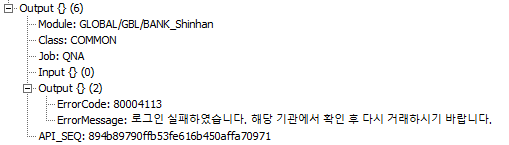 Output {} (6)
Module: GLOBAL/GBL/BANK_Shinhan
Class: COMMON
Job: QNA
Input {} (0)
Output {} (2)
ErrorCode: 80004113
ErrorMessage: 로그인 실패하였습니다. 해당 기관에서 확인 후 다시 거래하시기 바랍니다.
API_SEQ: 894b89790ffb53fe616b450affa70971